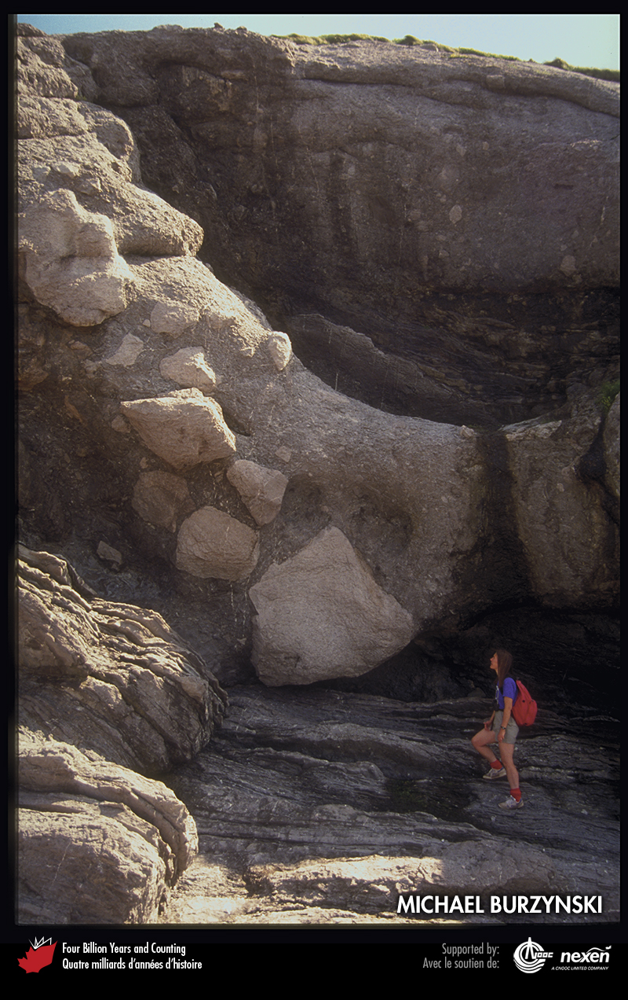 MICHAEL BURZYNSKI
Four Billion Years and Counting
Quatre milliards d'années d'histoire
Supported by:
Avec le soutien de:
CNOOC
nexen
A CNOOC LIMITED COMPANY